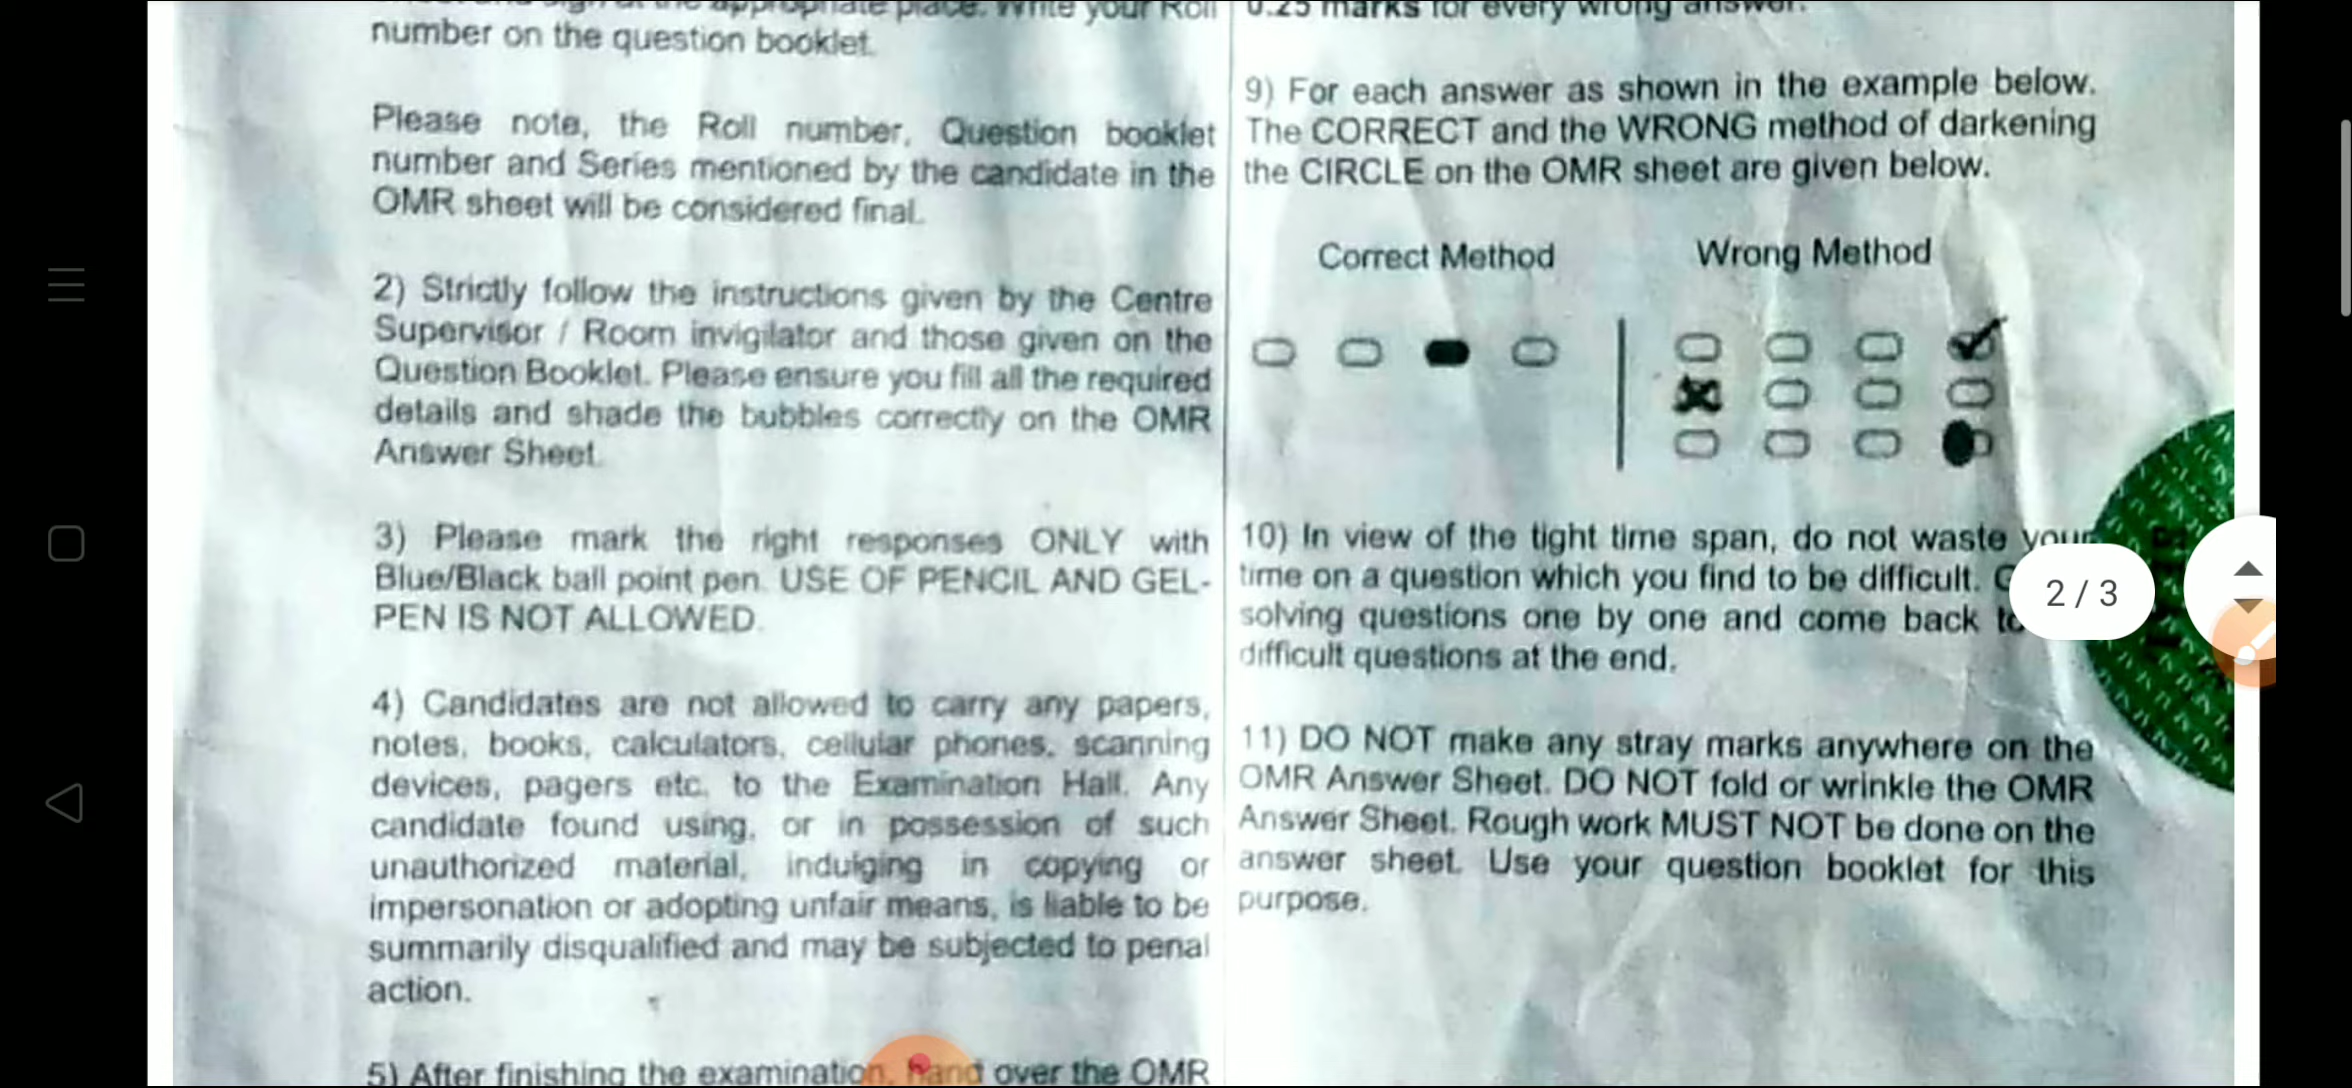 number on the question booklet.
Please note, the Roll number, Question booklet
number and Series mentioned by the candidate in the
OMR sheet will be considered final.
2) Strictly follow the instructions given by the Centre
Supervisor / Room invigilator and those given on the
Question Booklet. Please ensure you fill all the required
details and shade the bubbles correctly on the OMR
Answer Sheet.
3) Please mark the right responses ONLY with
Blue/Black ball point pen. USE OF PENCIL AND GEL-
PEN IS NOT ALLOWED.
4) Candidates are not allowed to carry any papers,
notes, books, calculators, cellular phones, scanning
devices, pagers etc. to the Examination Hall. Any
candidate found using, or in possession of such
unauthorized material, indulging in copying or
impersonation or adopting unfair means, is liable to be
summarily disqualified and may be subjected to penal
action.
5) After finishing the examination, hand over the OMR
0.25 marks for every wrong answer.
9) For each answer as shown in the example below.
The CORRECT and the WRONG method of darkening
the CIRCLE on the OMR sheet are given below.
Correct Method Wrong Method
10) In view of the tight time span, do not waste your
time on a question which you find to be difficult.
solving questions one by one and come back to
difficult questions at the end.
11) DO NOT make any stray marks anywhere on the
OMR Answer Sheet. DO NOT fold or wrinkle the OMR
Answer Sheet. Rough work MUST NOT be done on the
answer sheet. Use your question booklet for this
purpose.
2 / 3